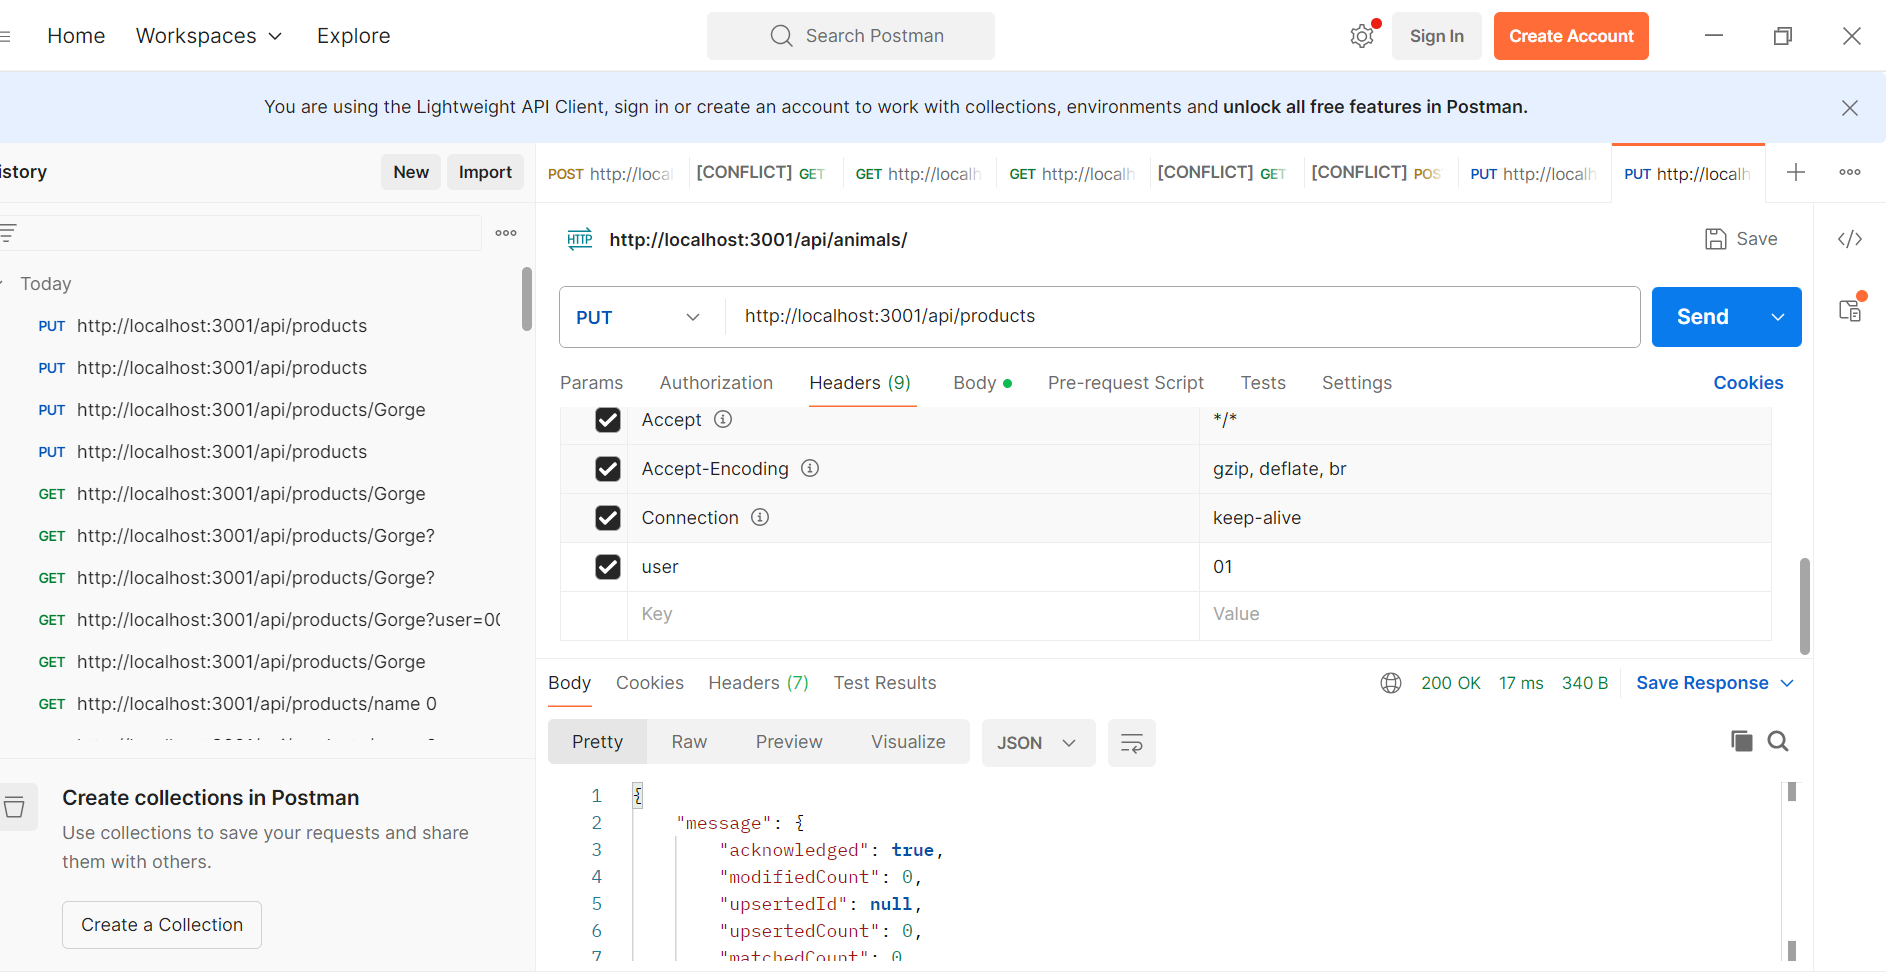 Home Workspaces Explore Search Postman Sign In Create Account
You are using the Lightweight API Client, sign in or create an account to work with collections, environments and unlock all free features in Postman.
istory New Import
POST http://loca [CONFLICT] GET GET http://localh GET http://localh [CONFLICT] GET [CONFLICT] POS PUT http://localh PUT http://localh
Today
PUT http://localhost:3001/api/products
PUT http://localhost:3001/api/products
PUT http://localhost:3001/api/products/Gorge
PUT http://localhost:3001/api/products
GET http://localhost:3001/api/products/Gorge
GET http://localhost:3001/api/products/Gorge?
GET http://localhost:3001/api/products/Gorge?
GET http://localhost:3001/api/products/Gorge?user=00
GET http://localhost:3001/api/products/Gorge
GET http://localhost:3001/api/products/name 0
Create collections in Postman
Use collections to save your requests and share
them with others.
Create a Collection
HTTP http://localhost:3001/api/animals/ Save
PUT http://localhost:3001/api/products Send
Params Authorization Headers (9) Body Pre-request Script Tests Settings Cookies
Accept */*
Accept-Encoding gzip, deflate, br
Connection keep-alive
user 01
Key Value
Body Cookies Headers (7) Test Results 200 OK 17 ms 340 B Save Response
Pretty Raw Preview Visualize JSON
1 {
2 "message": {
3 "acknowledged": true,
4 "modifiedCount": 0,
5 "upsertedId": null,
6 "upsertedCount": 0,
7 "matchedCount": 0